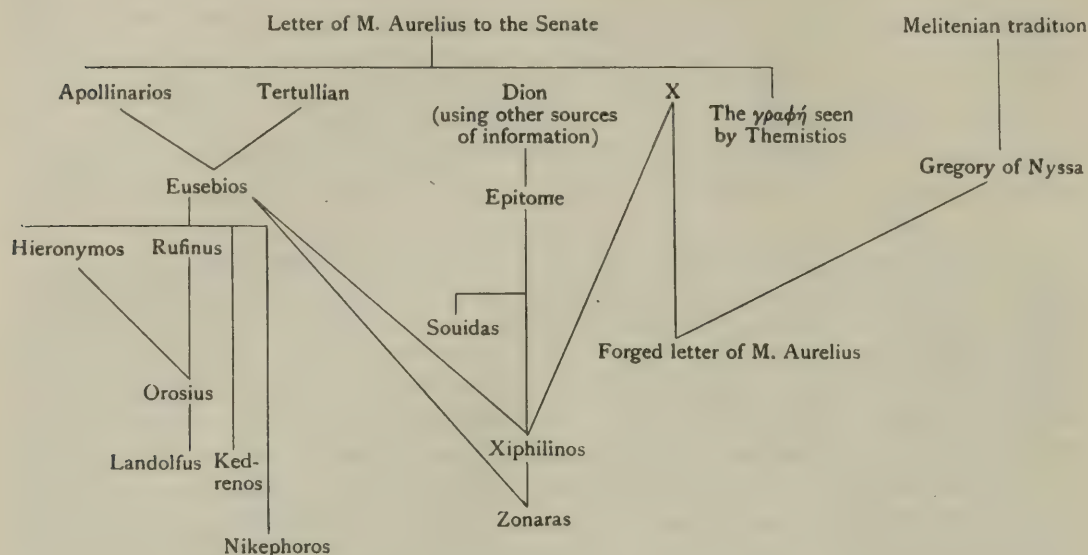 Letter of M. Aurelius to the Senate
Melitenian tradition
Apollinarios
Tertullian
Dion
(using other sources
of information)
X
The γραφή seen
by Themistios
Gregory of Nyssa
Eusebios
Epitome
Hieronymos
Rufinus
Souidas
Forged letter of M. Aurelius
Orosius
Xiphilinos
Landolfus
Ked-
renos
Zonaras
Nikephoros